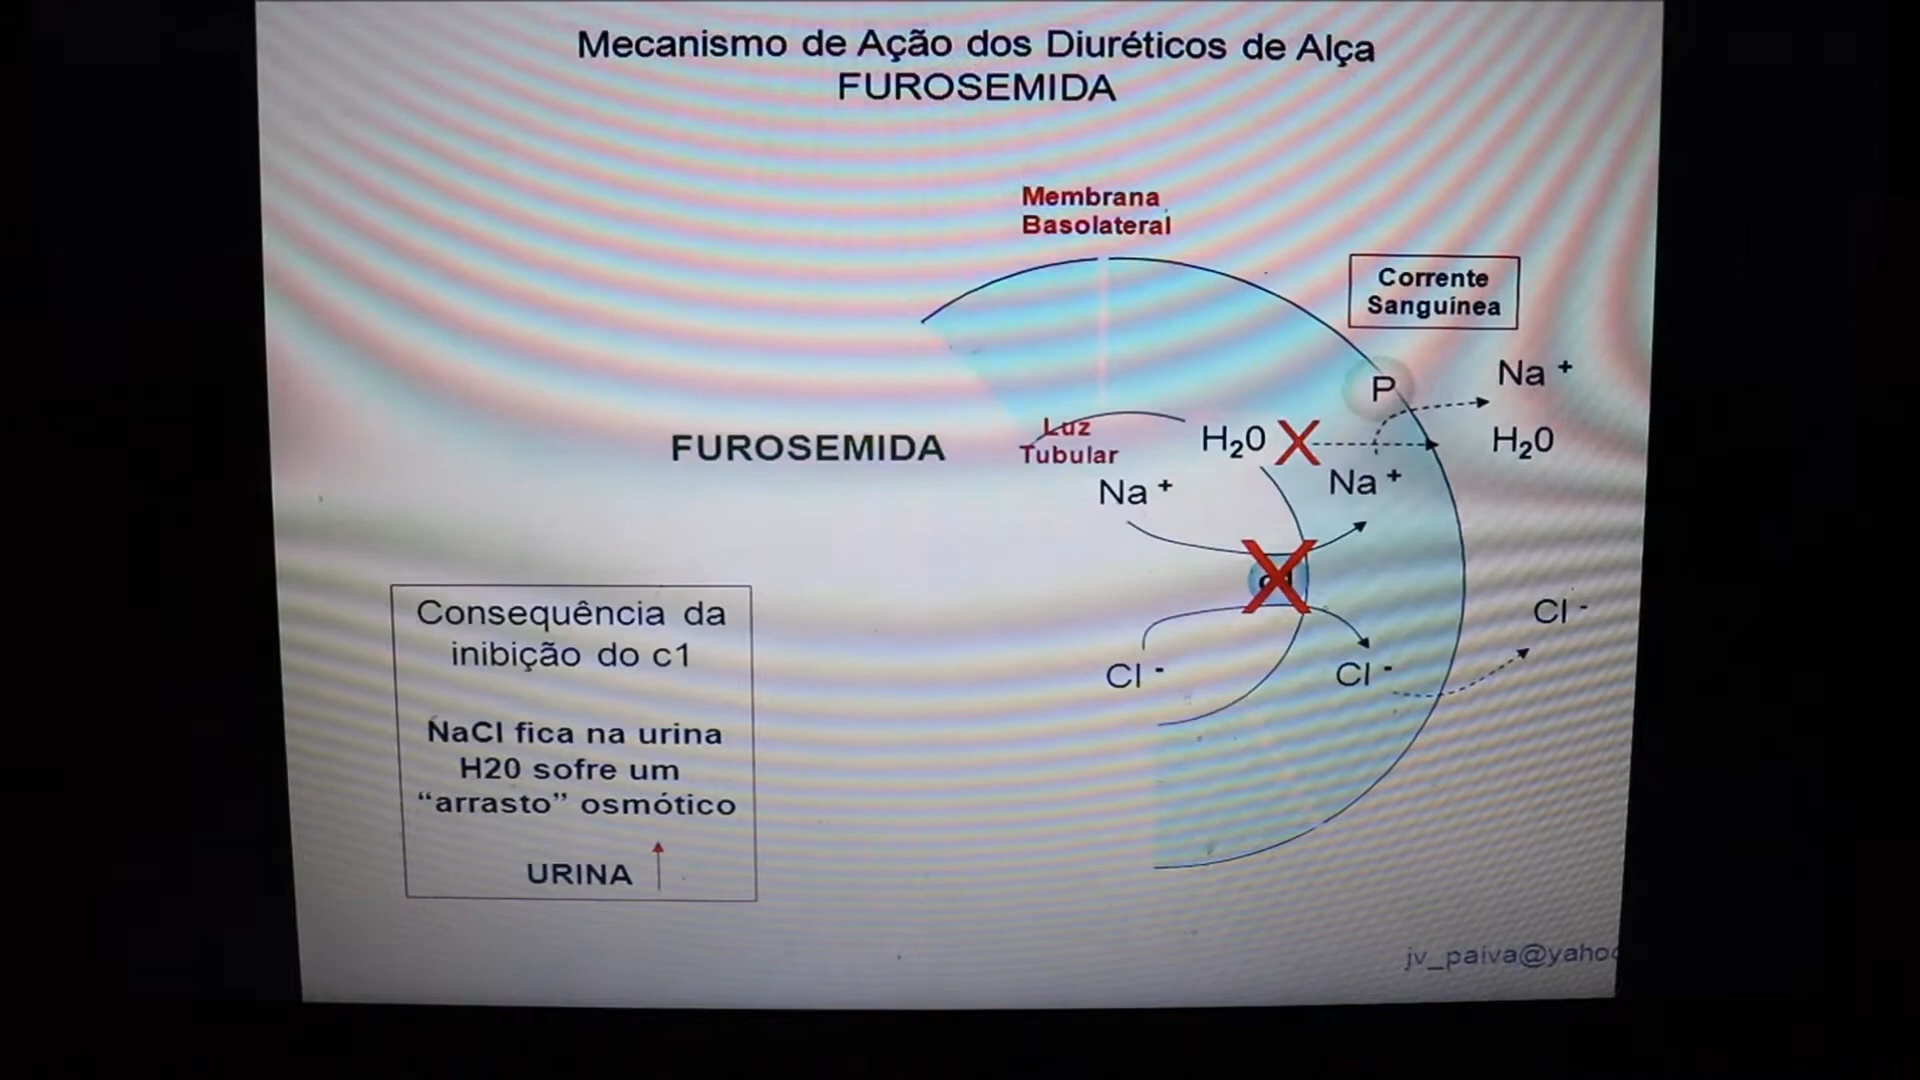 Mecanismo de Ação dos Diuréticos de Alça
FUROSEMIDA
Membrana
Basolateral
Corrente
Sanguínea
Na +
P
H20
H20
Luz
Tubular
FUROSEMIDA
Na +
Na +
Cl -
Cl -
Cl -
Consequência da
inibição do c1
NaCl fica na urina
H20 sofre um
“arrasto” osmótico
URINA
jv_paiva@yahoo